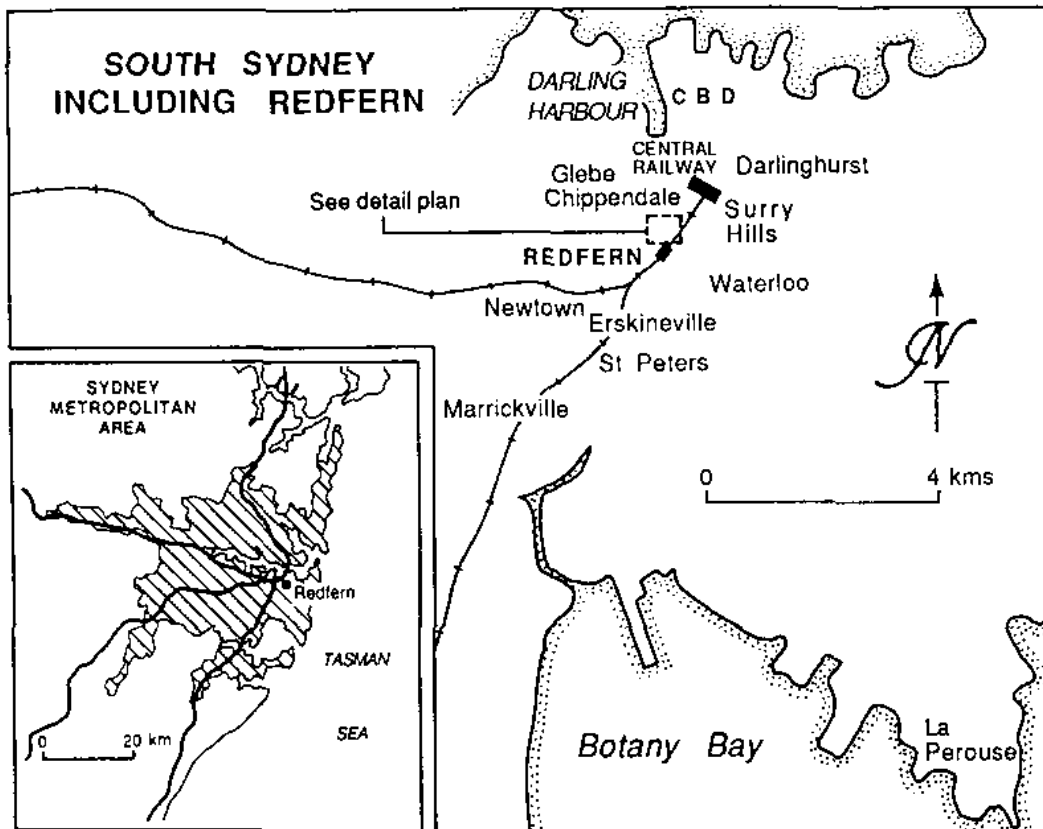 SOUTH SYDNEY
INCLUDING REDFERN
DARLING
HARBOUR
C B D
CENTRAL
RAILWAY
Darlinghurst
Glebe
Chippendale
See detail plan
Surry
Hills
REDFERN
Waterloo
Newtown
Erskineville
St Peters
Marrickville
N
0 4 kms
SYDNEY
METROPOLITAN
AREA
Redfern
TASMAN
SEA
0 20 km
Botany Bay
La
Perouse